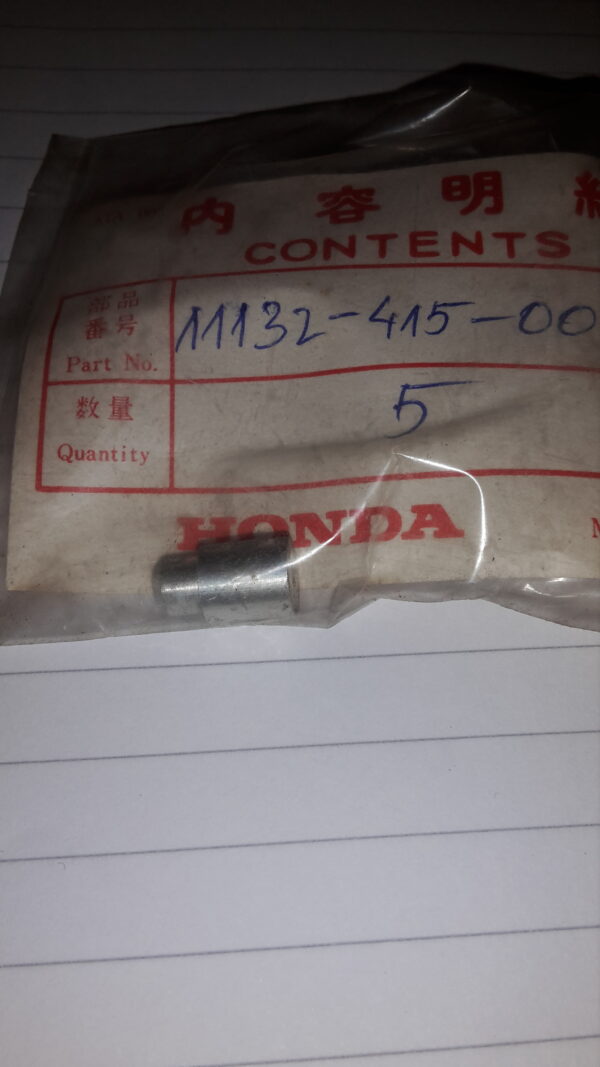 内容明
CONTENTS
部品
番号
Part No.
11132-415-00
数量
Quantity
5
HONDA
M